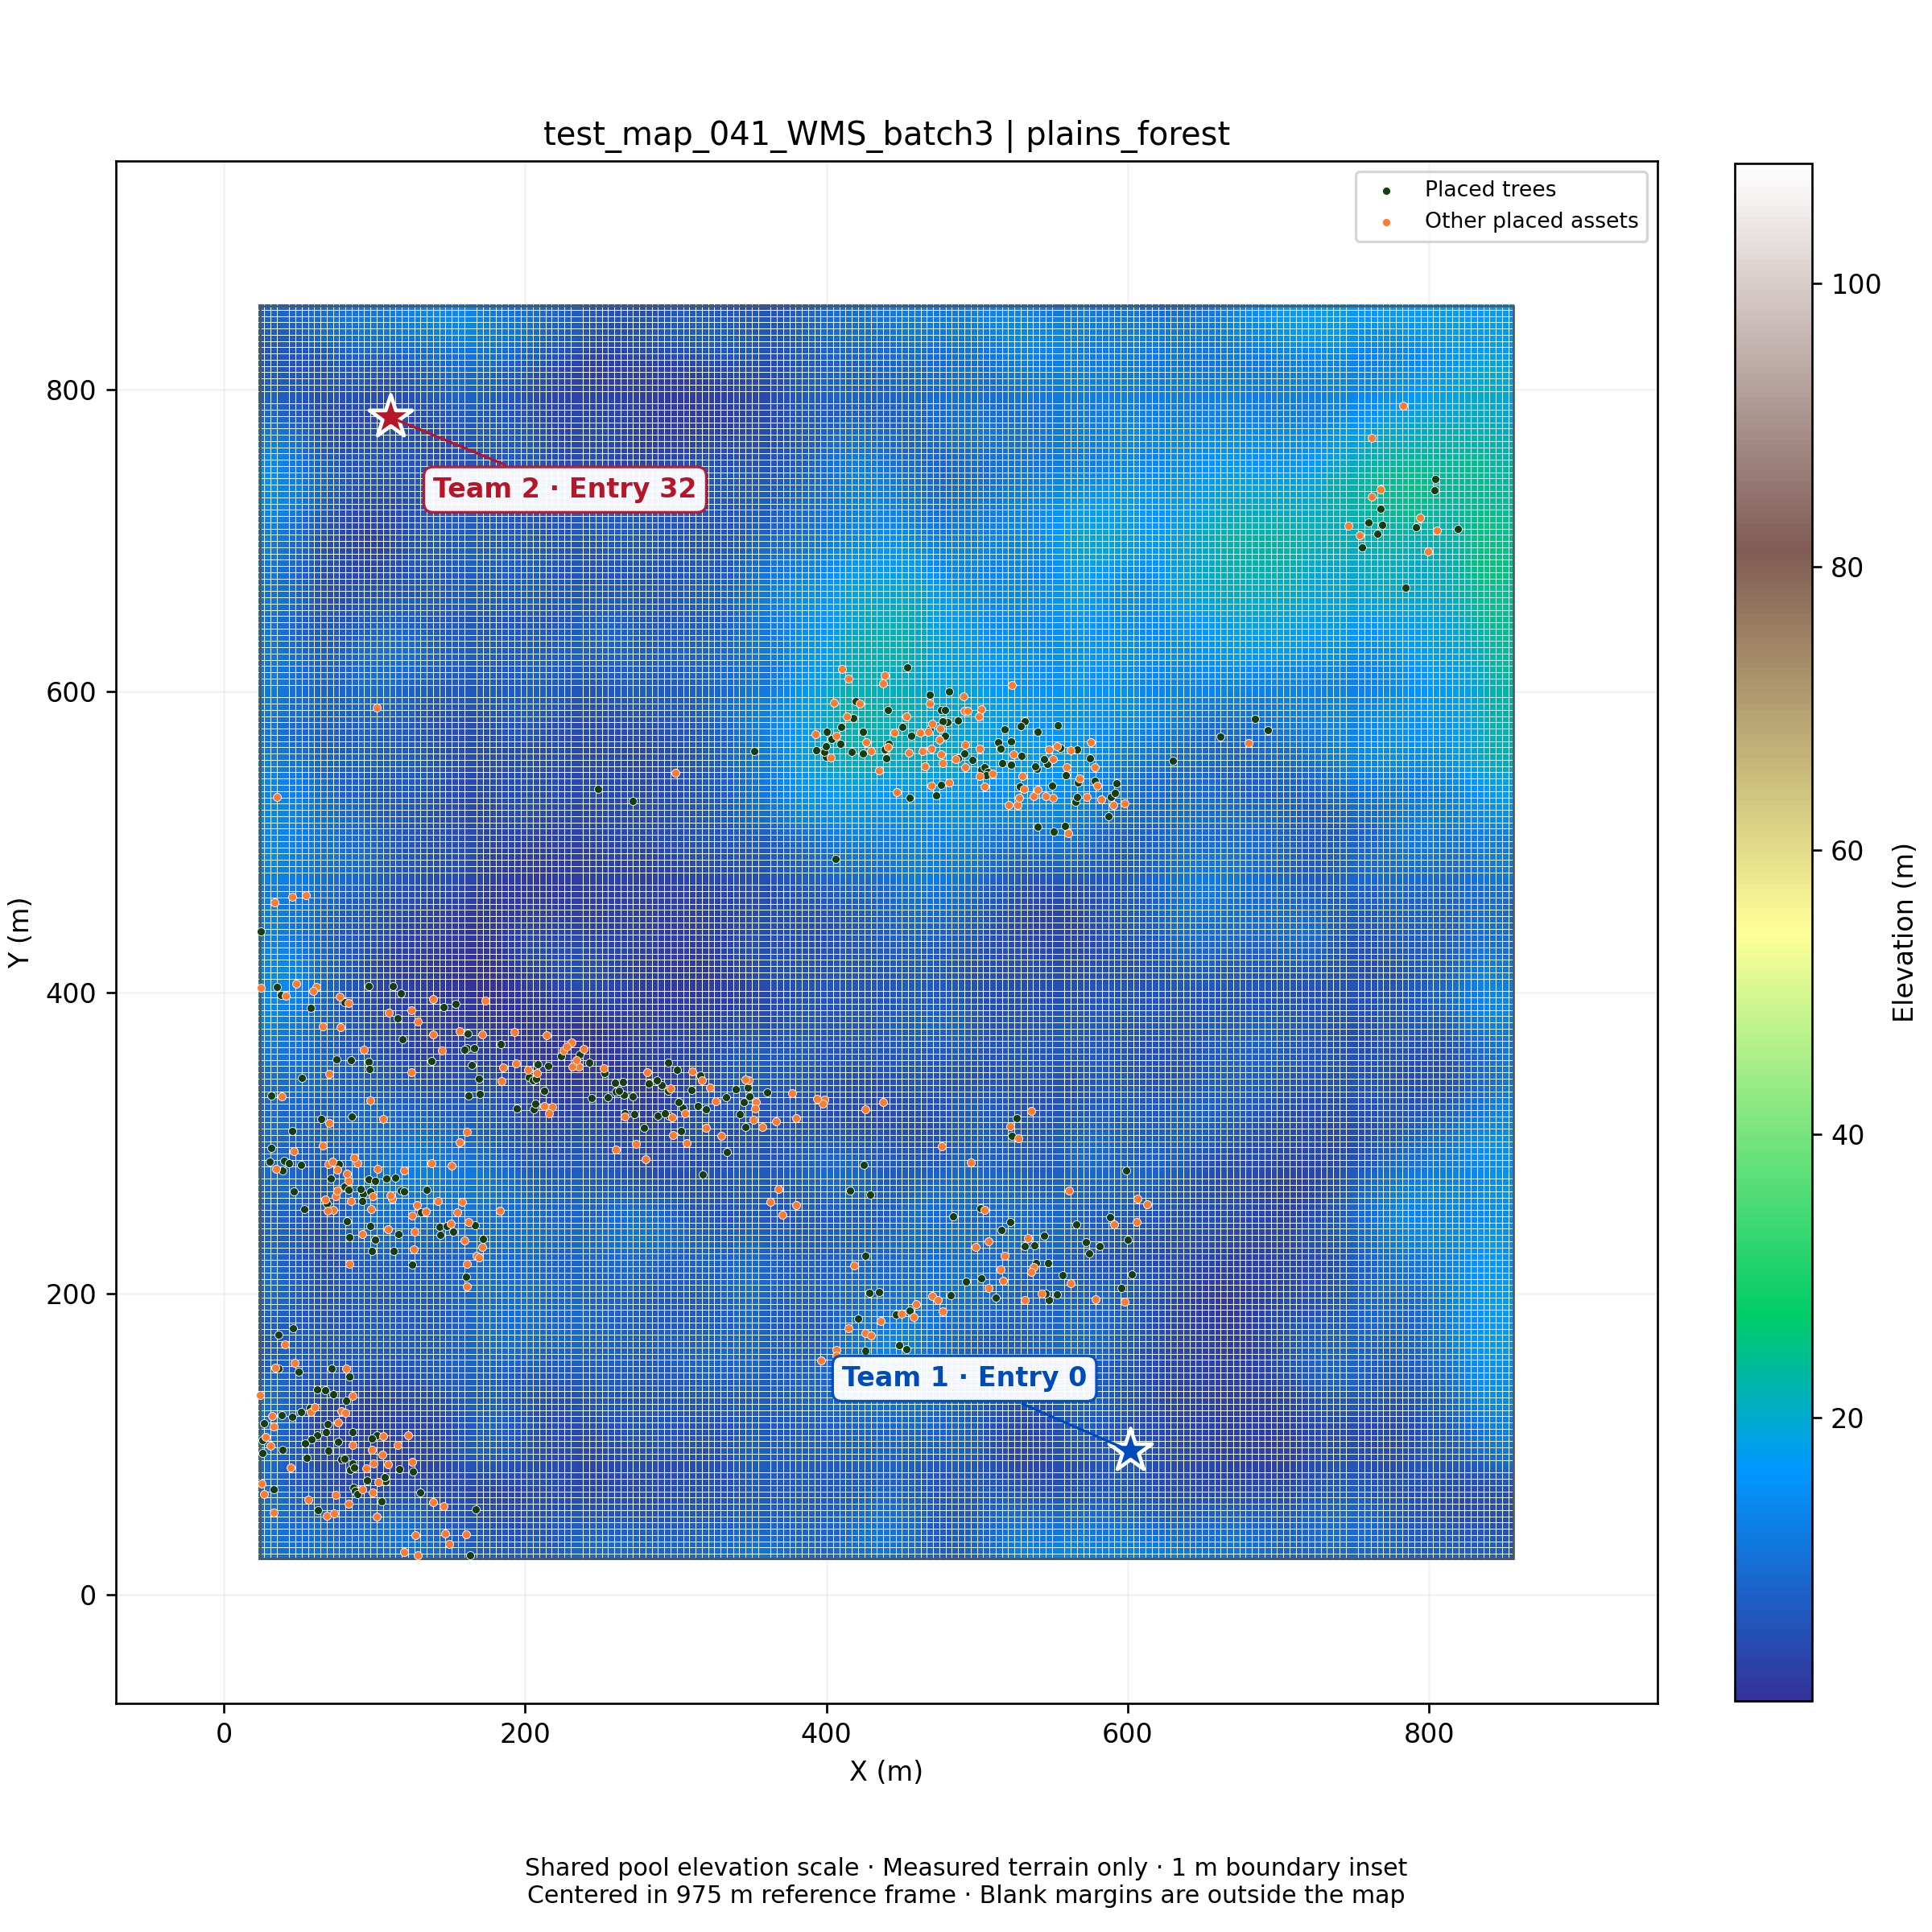 test_map_041_WMS_batch3 | plains_forest
Placed trees
Other placed assets
Team 2 · Entry 32
Team 1 · Entry 0
800
600
400
200
0
Y (m)
0
200
400
600
800
X (m)
100
80
60
40
20
Elevation (m)
Shared pool elevation scale · Measured terrain only · 1 m boundary inset
Centered in 975 m reference frame · Blank margins are outside the map